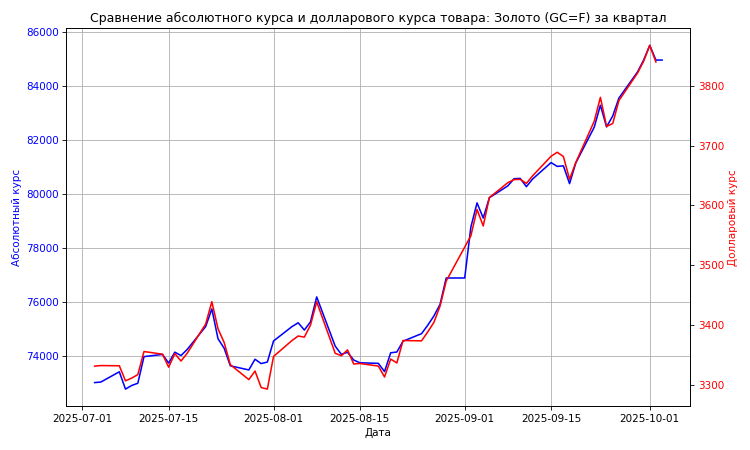 Сравнение абсолютного курса и долларового курса товара: Золото (GC=F) за квартал
86000
84000
82000
80000
78000
76000
74000
Абсолютный курс
3800
3700
3600
3500
3400
3300
Долларовый курс
2025-07-01 2025-07-15 2025-08-01 2025-08-15 2025-09-01 2025-09-15 2025-10-01
Дата